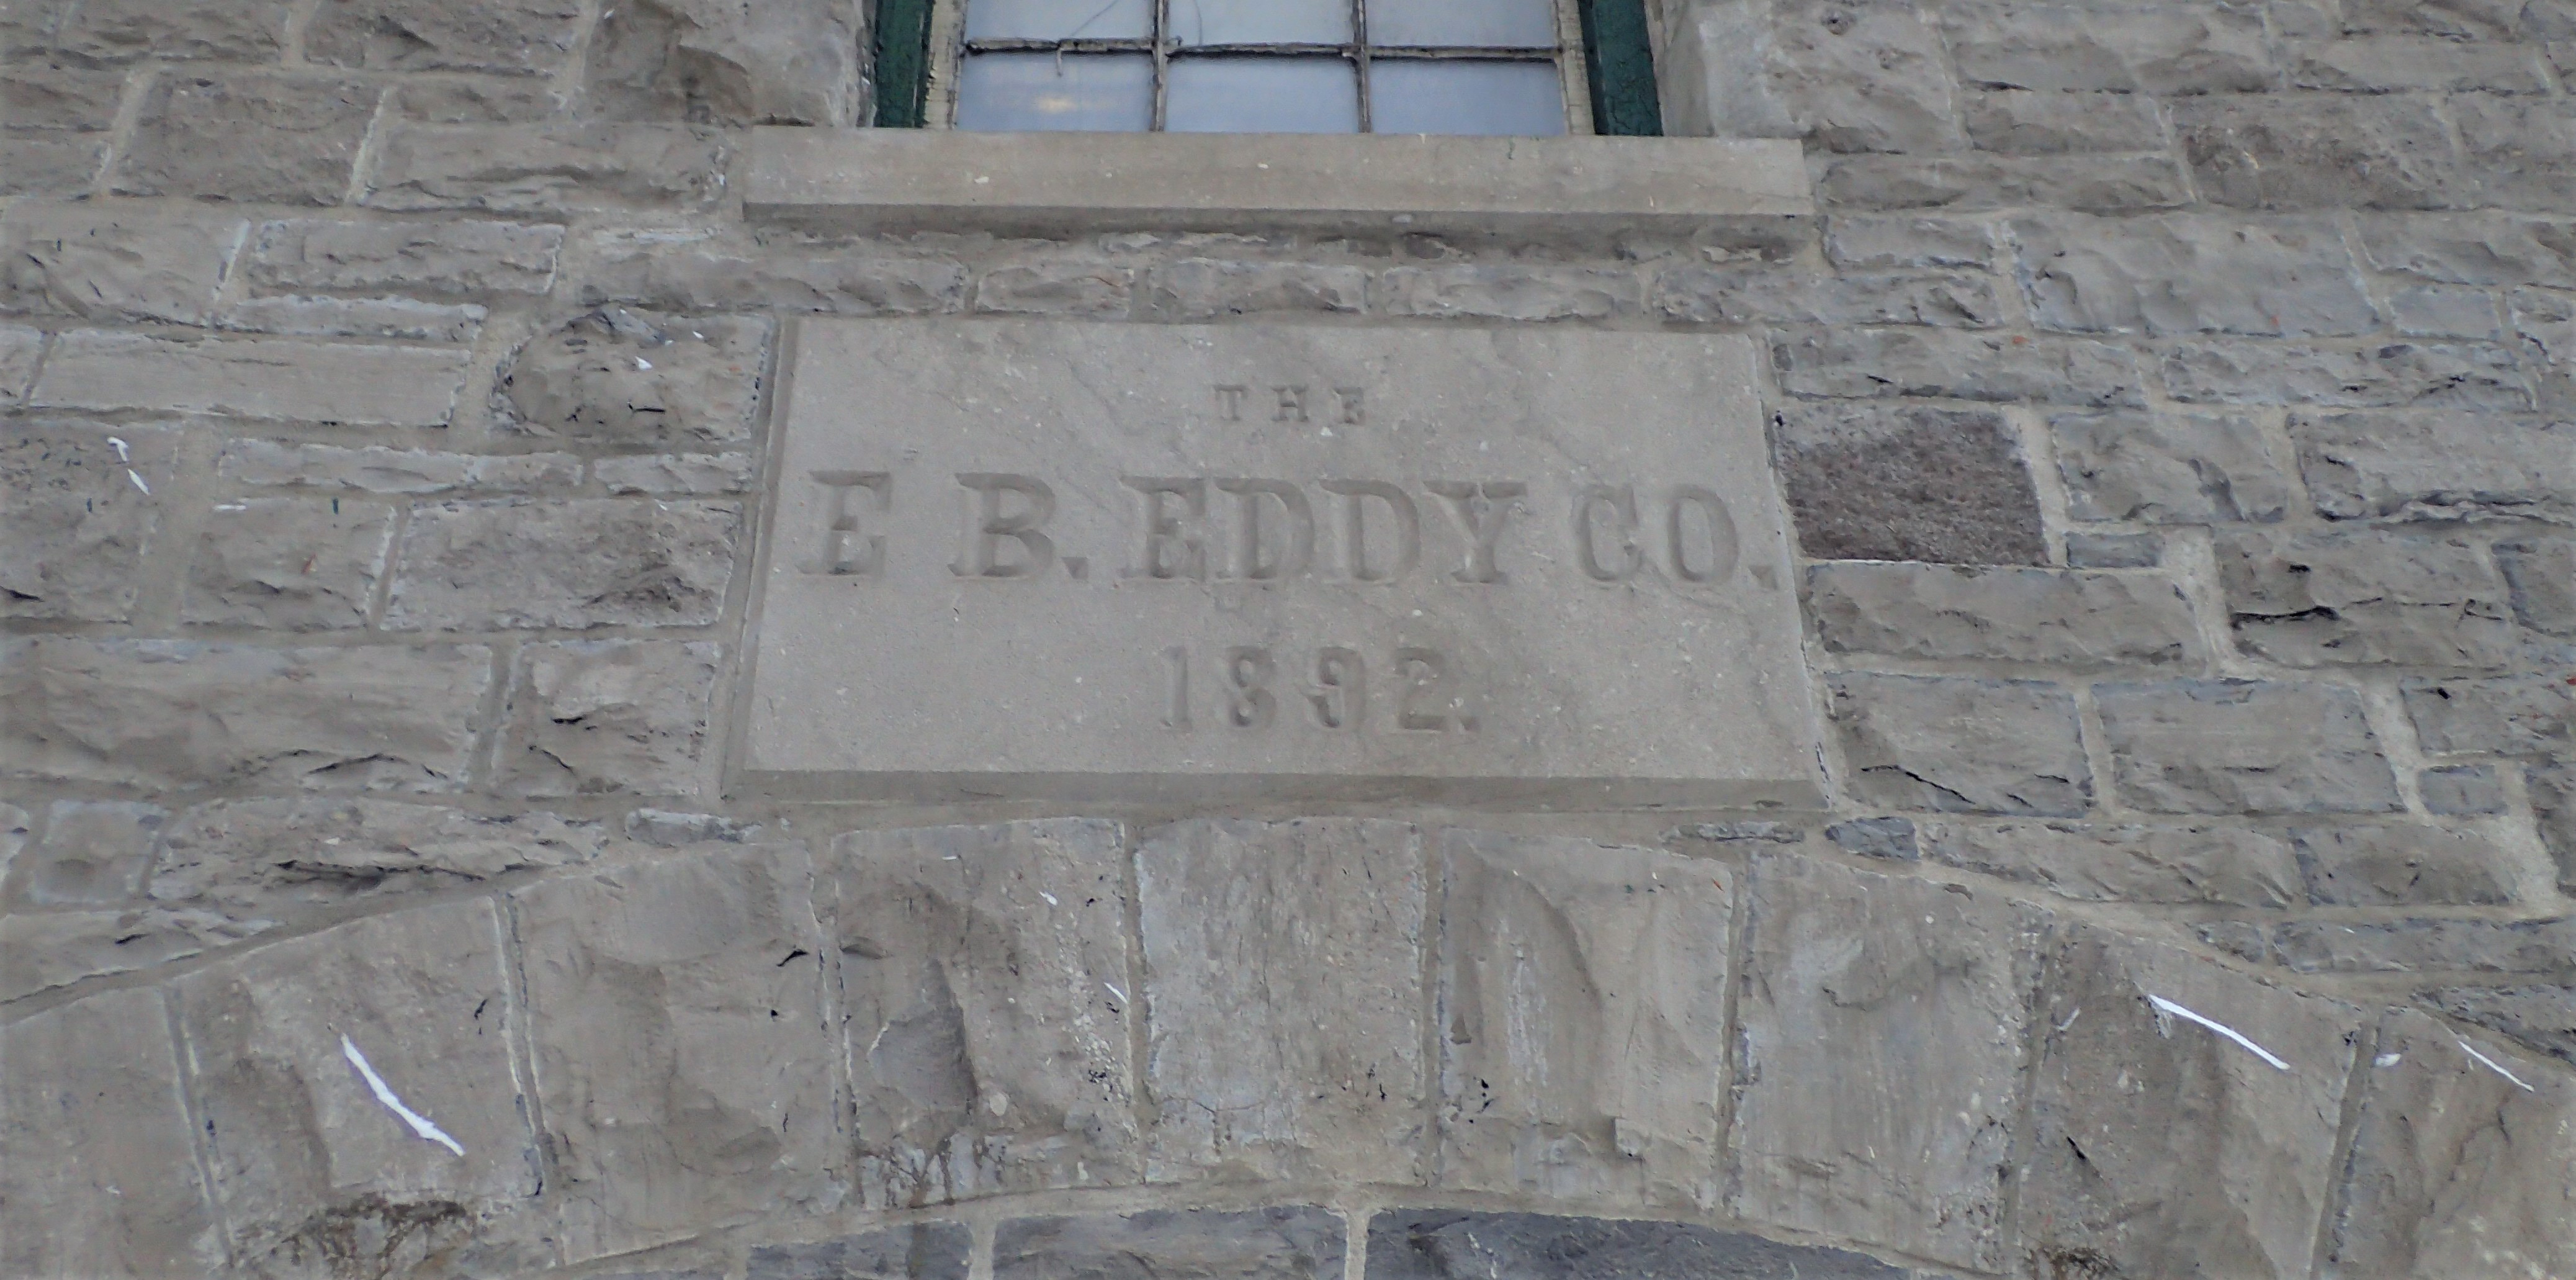 THE
E B. EDDY CO.
1892.